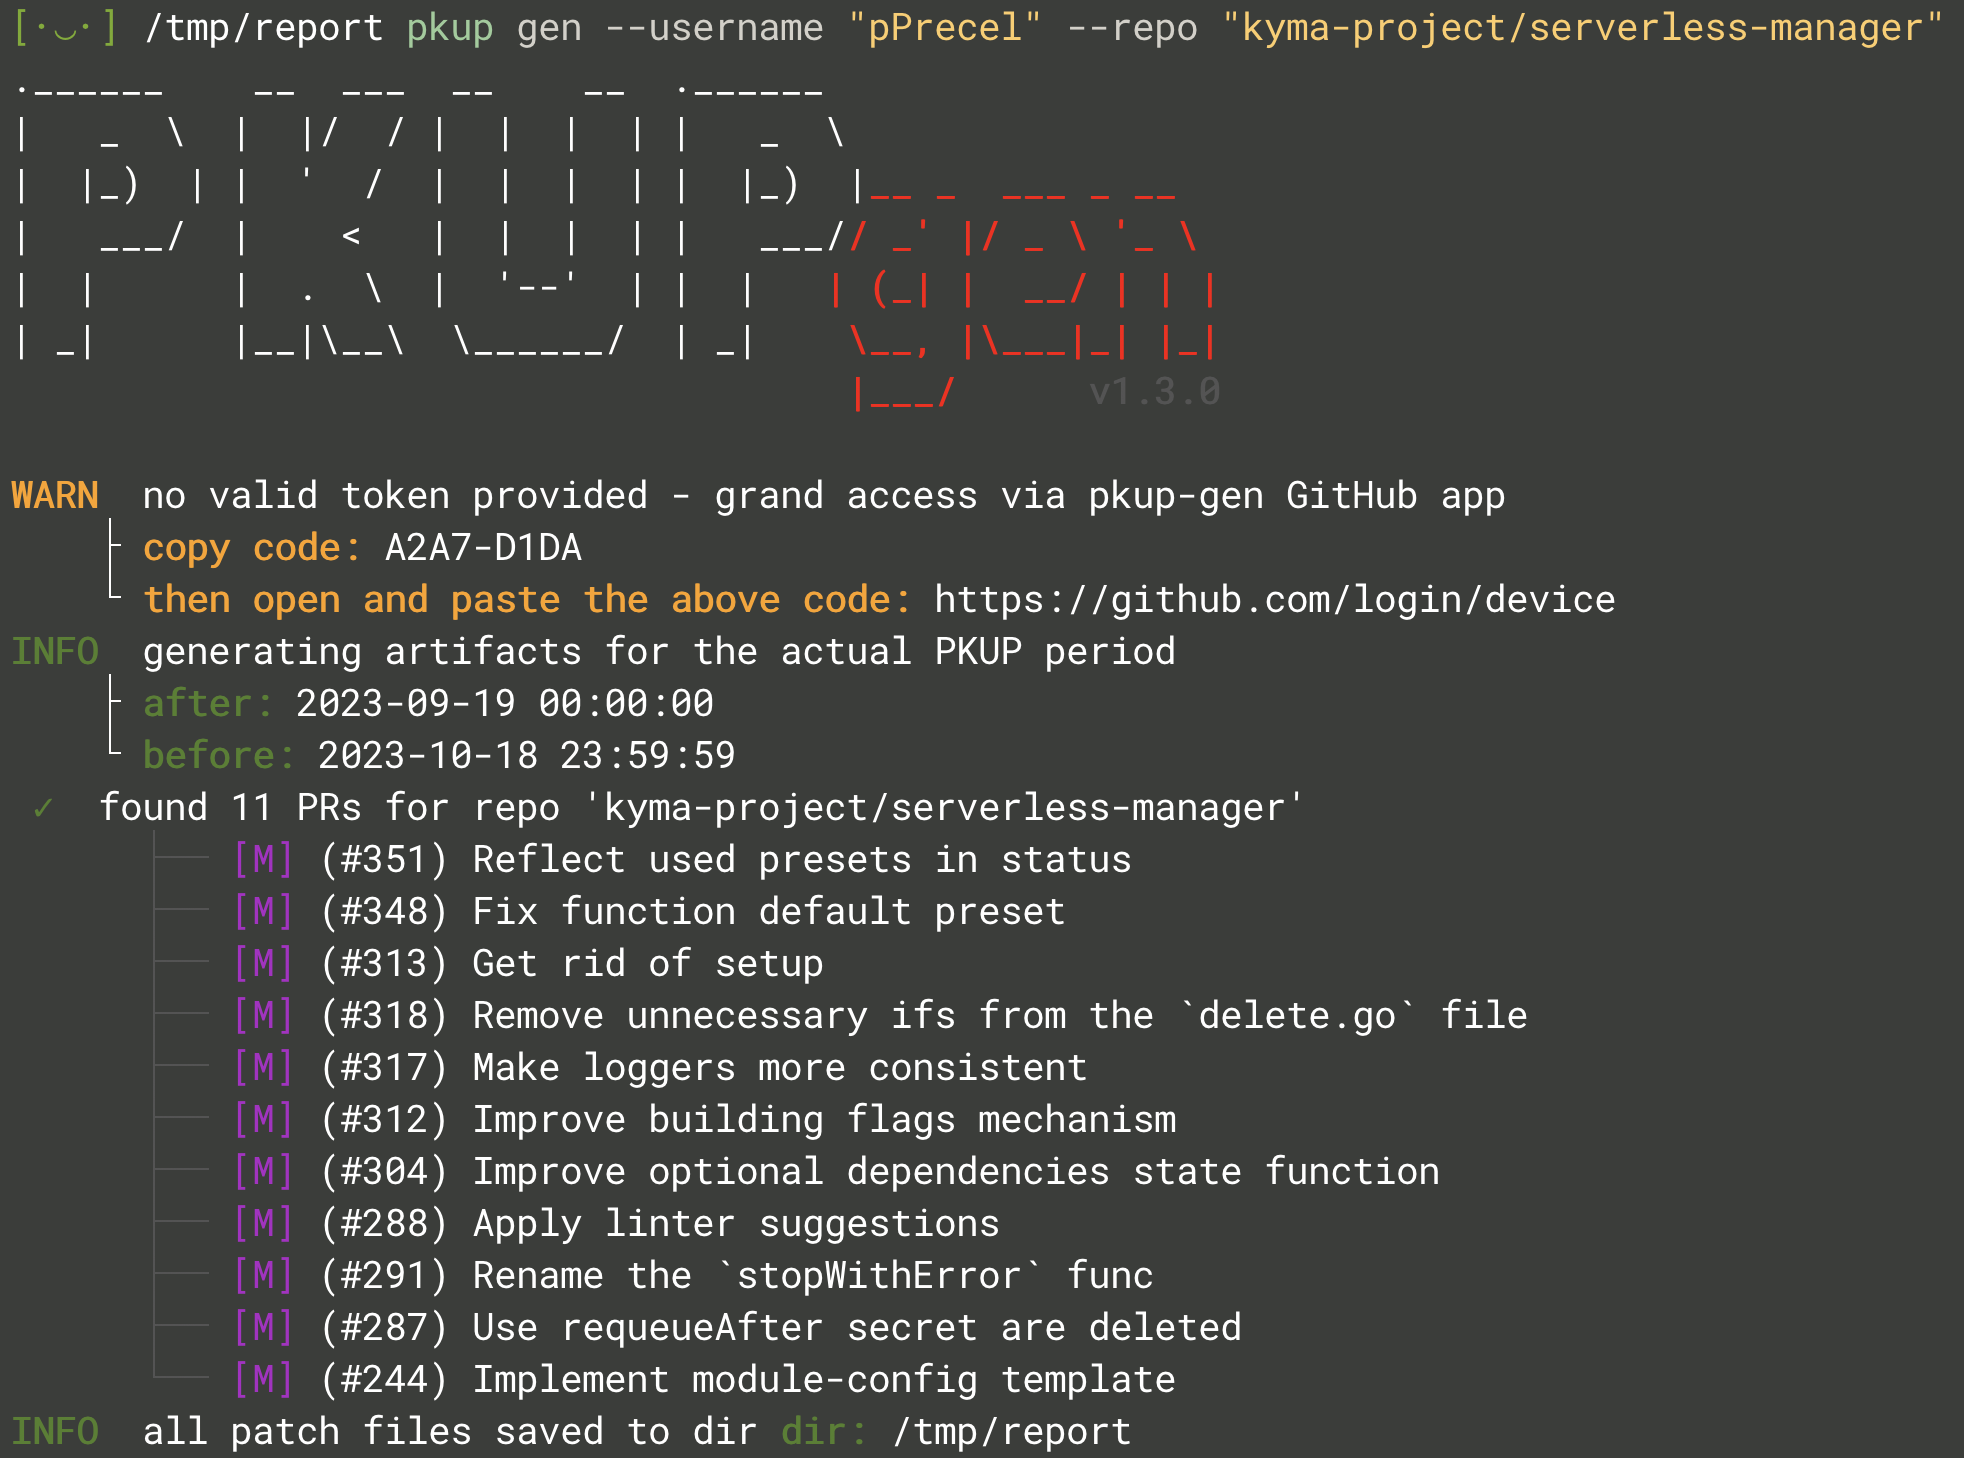 [·◡·] /tmp/report pkup gen --username "pPrecel" --repo "kyma-project/serverless-manager"
PKUP gen
v1.3.0
WARN no valid token provided - grand access via pkup-gen GitHub app
copy code: A2A7-D1DA
then open and paste the above code: https://github.com/login/device
INFO generating artifacts for the actual PKUP period
after: 2023-09-19 00:00:00
before: 2023-10-18 23:59:59
✓ found 11 PRs for repo 'kyma-project/serverless-manager'
[M] (#351) Reflect used presets in status
[M] (#348) Fix function default preset
[M] (#313) Get rid of setup
[M] (#318) Remove unnecessary ifs from the `delete.go` file
[M] (#317) Make loggers more consistent
[M] (#312) Improve building flags mechanism
[M] (#304) Improve optional dependencies state function
[M] (#288) Apply linter suggestions
[M] (#291) Rename the `stopWithError` func
[M] (#287) Use requeueAfter secret are deleted
[M] (#244) Implement module-config template
INFO all patch files saved to dir dir: /tmp/report